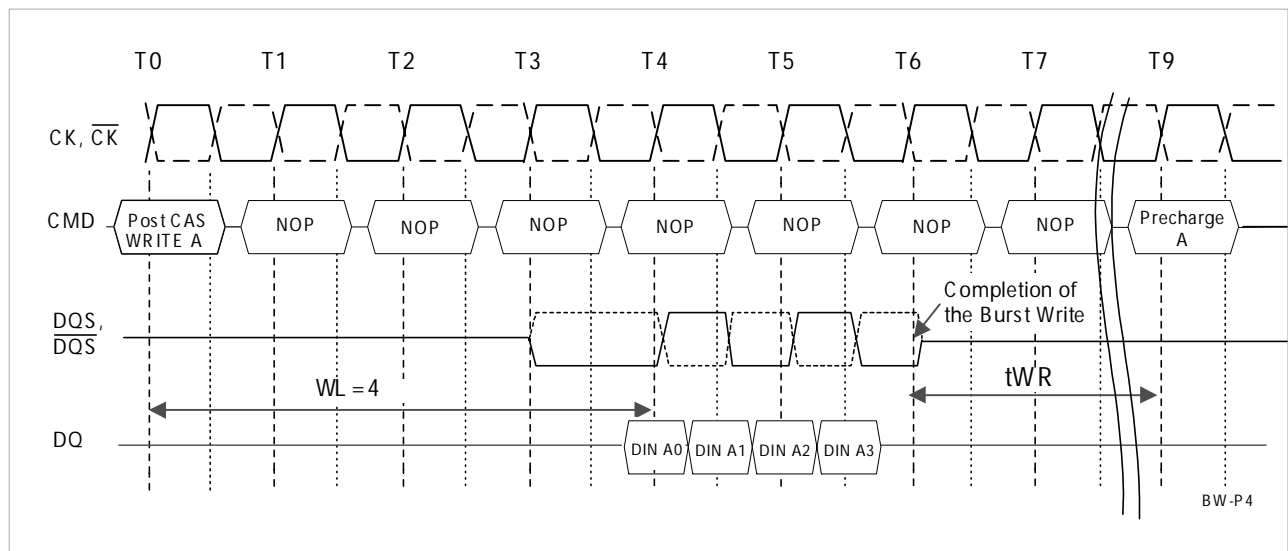 T0 T1 T2 T3 T4 T5 T6 T7 T9
CK, CK
CMD
Post CAS
WRITE A
NOP
NOP
NOP
NOP
NOP
NOP
NOP
Precharge
A
DQS,
DQS
Completion of
the Burst Write
WL = 4
tWR
DQ
DIN A0
DIN A1
DIN A2
DIN A3
BW-P4